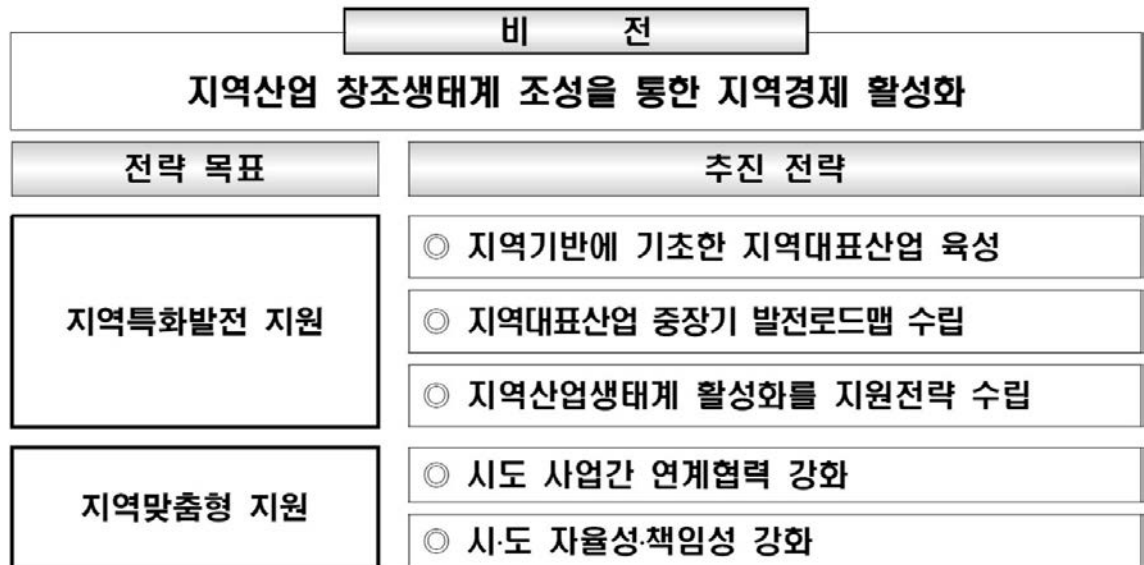 비 전
지역산업 창조생태계 조성을 통한 지역경제 활성화
전략 목표
추진 전략
지역특화발전 지원
◎ 지역기반에 기초한 지역대표산업 육성
◎ 지역대표산업 중장기 발전로드맵 수립
◎ 지역산업생태계 활성화를 지원전략 수립
지역맞춤형 지원
◎ 시도 사업간 연계협력 강화
◎ 시·도 자율성·책임성 강화